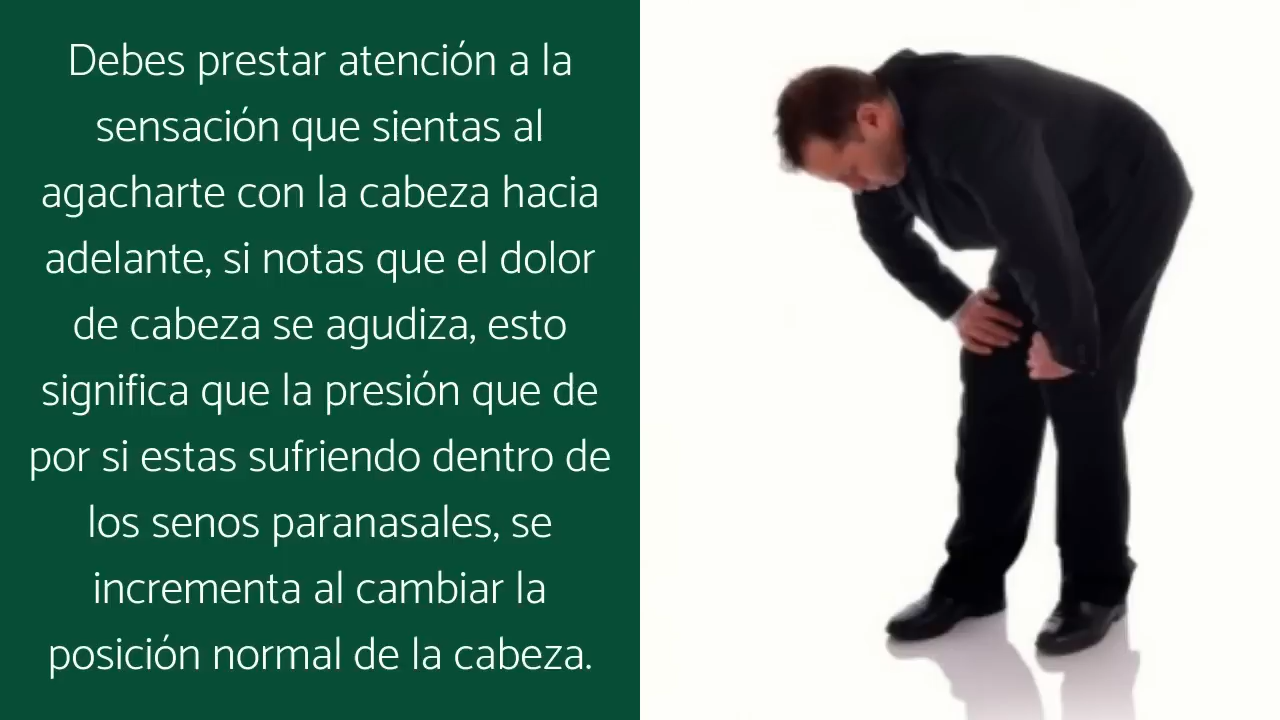 Debes prestar atención a la
sensación que sientas al
agacharte con la cabeza hacia
adelante, si notas que el dolor
de cabeza se agudiza, esto
significa que la presión que de
por si estas sufriendo dentro de
los senos paranasales, se
incrementa al cambiar la
posición normal de la cabeza.